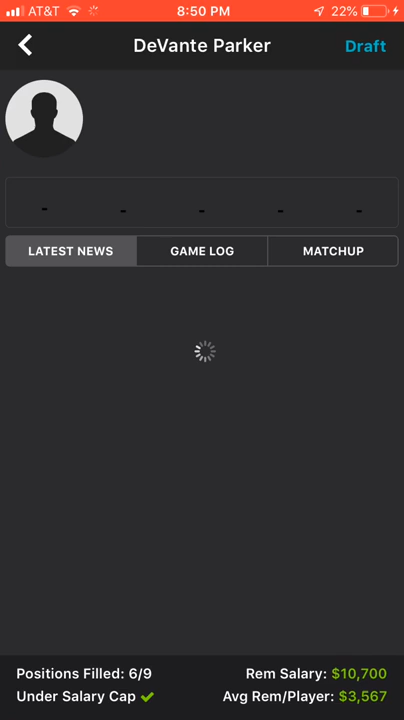 AT&T 8:50 PM 22%
DeVante Parker Draft
- - - - -
LATEST NEWS GAME LOG MATCHUP
Positions Filled: 6/9 Rem Salary: $10,700
Under Salary Cap Avg Rem/Player: $3,567